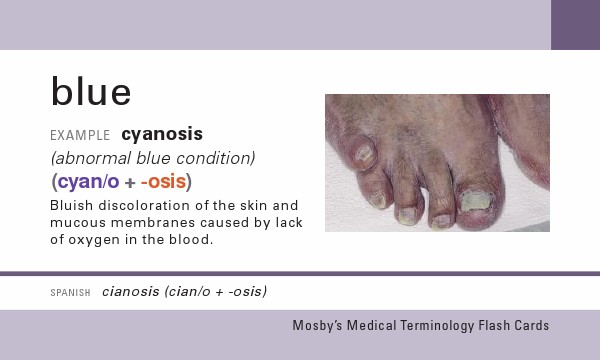 blue
EXAMPLE cyanosis
(abnormal blue condition)
(cyan/o + -osis)
Bluish discoloration of the skin and
mucous membranes caused by lack
of oxygen in the blood.
SPANISH cianosis (cian/o + -osis)
Mosby's Medical Terminology Flash Cards